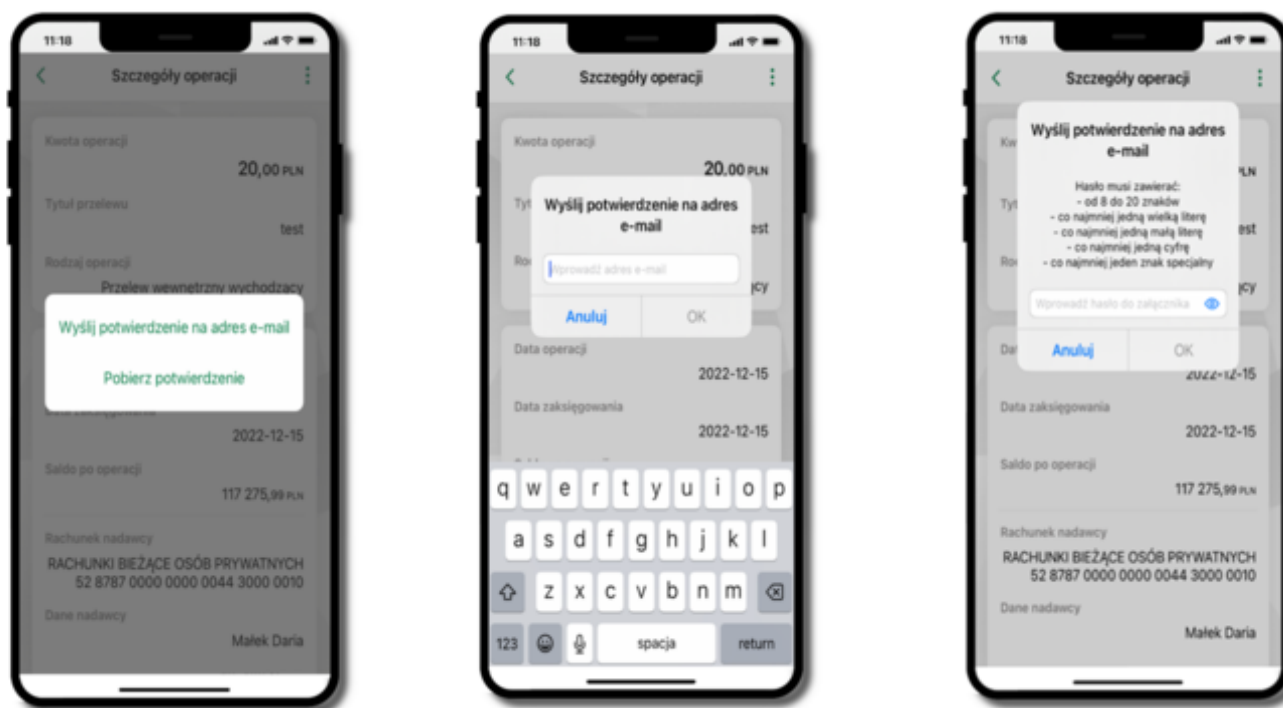 11:18
Szczegóły operacji
Kwota operacji
20,00 PLN
Tytuł przelewu
test
Rodzaj operacji
Przelew wewnętrzny wychodzący
Wyślij potwierdzenie na adres e-mail
Pobierz potwierdzenie
Data zaksięgowania
2022-12-15
Saldo po operacji
117 275,99 PLN
Rachunek nadawcy
RACHUNKI BIEŻĄCE OSÓB PRYWATNYCH
52 8787 0000 0000 0044 3000 0010
Dane nadawcy
Małek Daria
11:18
Szczegóły operacji
Kwota operacji
20,00 PLN
Wyślij potwierdzenie na adres
e-mail
Wprowadź adres e-mail
Anuluj
OK
Data operacji
2022-12-15
Data zaksięgowania
2022-12-15
q w e r t y u i o p
a s d f g h j k l
z x c v b n m
123
spacja
return
11:18
Szczegóły operacji
Wyślij potwierdzenie na adres
e-mail
Hasło musi zawierać:
- od 8 do 20 znaków
- co najmniej jedną wielką literę
- co najmniej jedną małą literę
- co najmniej jedną cyfrę
- co najmniej jeden znak specjalny
Wprowadź hasło do załącznika
Anuluj
OK
2022-12-15
Data zaksięgowania
2022-12-15
Saldo po operacji
117 275,99 PLN
Rachunek nadawcy
RACHUNKI BIEŻĄCE OSÓB PRYWATNYCH
52 8787 0000 0000 0044 3000 0010
Dane nadawcy
Małek Daria